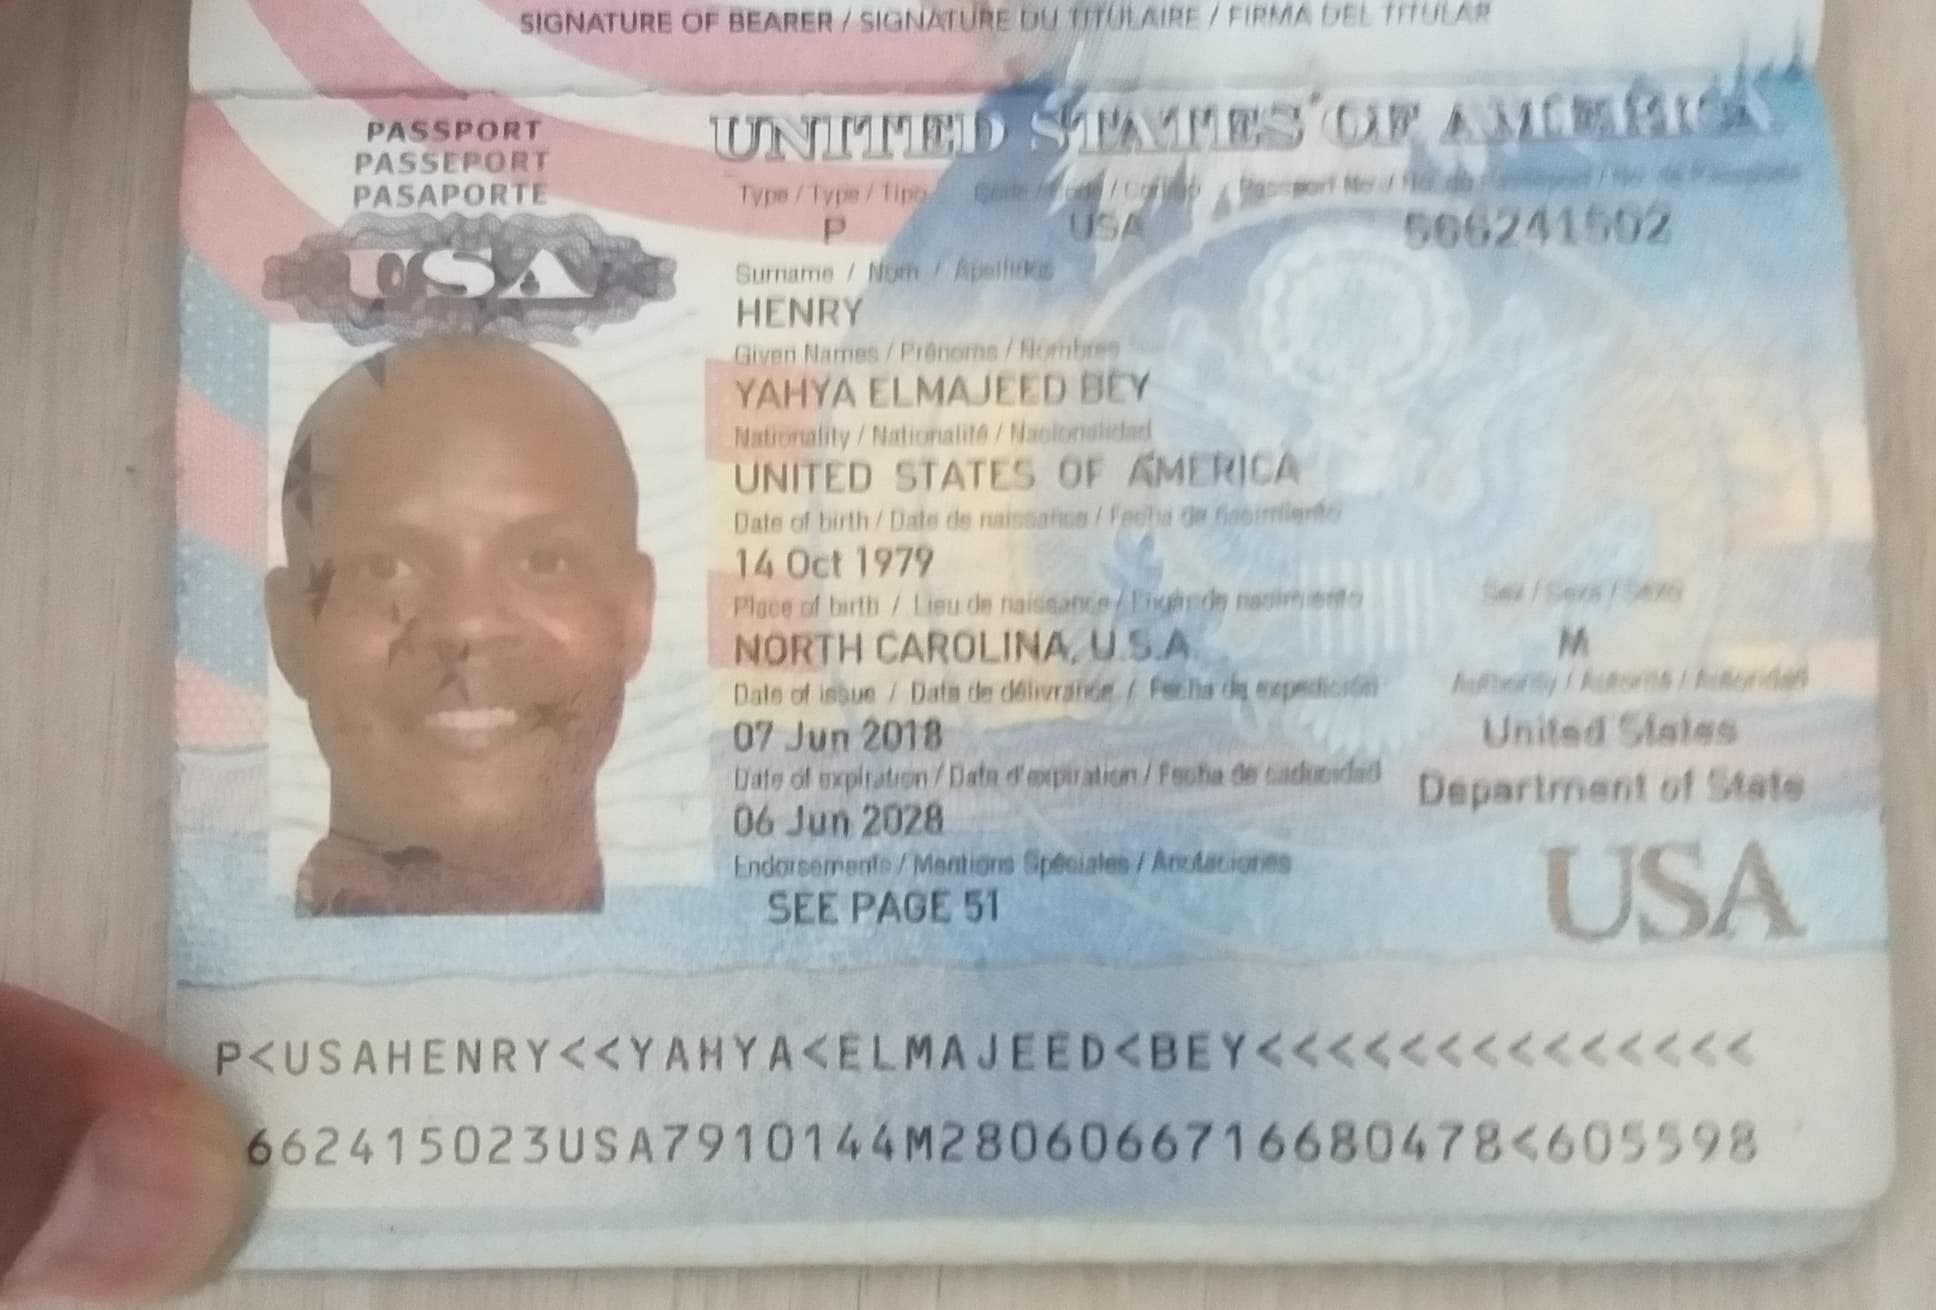 SIGNATURE OF BEARER / SIGNATURE DU TITULAIRE / FIRMA DEL TITULAR
PASSPORT
PASSEPORT
PASAPORTE
USA
UNITED STATES OF AMERICA
Type / Type / Tipo Code / Code / Código Passport No. / No. du Passeport / No. de Pasaporte
P USA 566241502
Surname / Nom / Apellidos
HENRY
Given Names / Prénoms / Nombres
YAHYA ELMAJEED BEY
Nationality / Nationalité / Nacionalidad
UNITED STATES OF AMERICA
Date of birth / Date de naissance / Fecha de nacimiento
14 Oct 1979
Place of birth / Lieu de naissance / Lugar de nacimiento Sex / Sexe / Sexo
NORTH CAROLINA, U.S.A. M
Date of issue / Date de délivrance / Fecha de expedición Authority / Autorité / Autoridad
07 Jun 2018 United States
Date of expiration / Date d'expiration / Fecha de caducidad Department of State
06 Jun 2028
Endorsements / Mentions Spéciales / Anotaciones
SEE PAGE 51
USA
P<USAHENRY<<YAHYA<ELMAJEED<BEY<<<<<<<<<<<<<<
662415023USA7910144M2806066716680478<605598